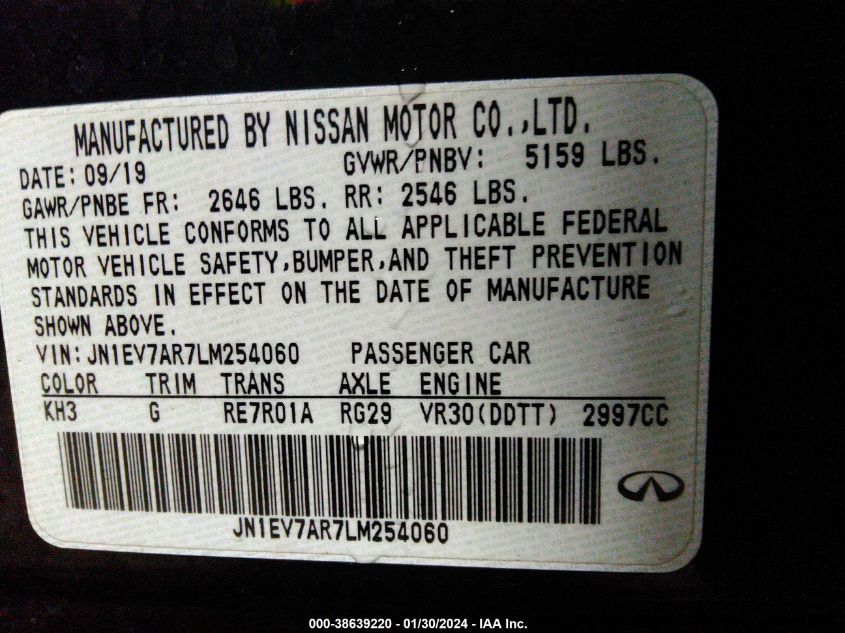 MANUFACTURED BY NISSAN MOTOR CO.,LTD.
DATE: 09/19 GVWR/PNBV: 5159 LBS.
GAWR/PNBE FR: 2646 LBS. RR: 2546 LBS.
THIS VEHICLE CONFORMS TO ALL APPLICABLE FEDERAL
MOTOR VEHICLE SAFETY,BUMPER,AND THEFT PREVENTION
STANDARDS IN EFFECT ON THE DATE OF MANUFACTURE
SHOWN ABOVE.
VIN:JN1EV7AR7LM254060 PASSENGER CAR
COLOR TRIM TRANS AXLE ENGINE
KH3 G RE7R01A RG29 VR30(DDTT) 2997CC
JN1EV7AR7LM254060
000-38639220 - 01/30/2024 - IAA Inc.